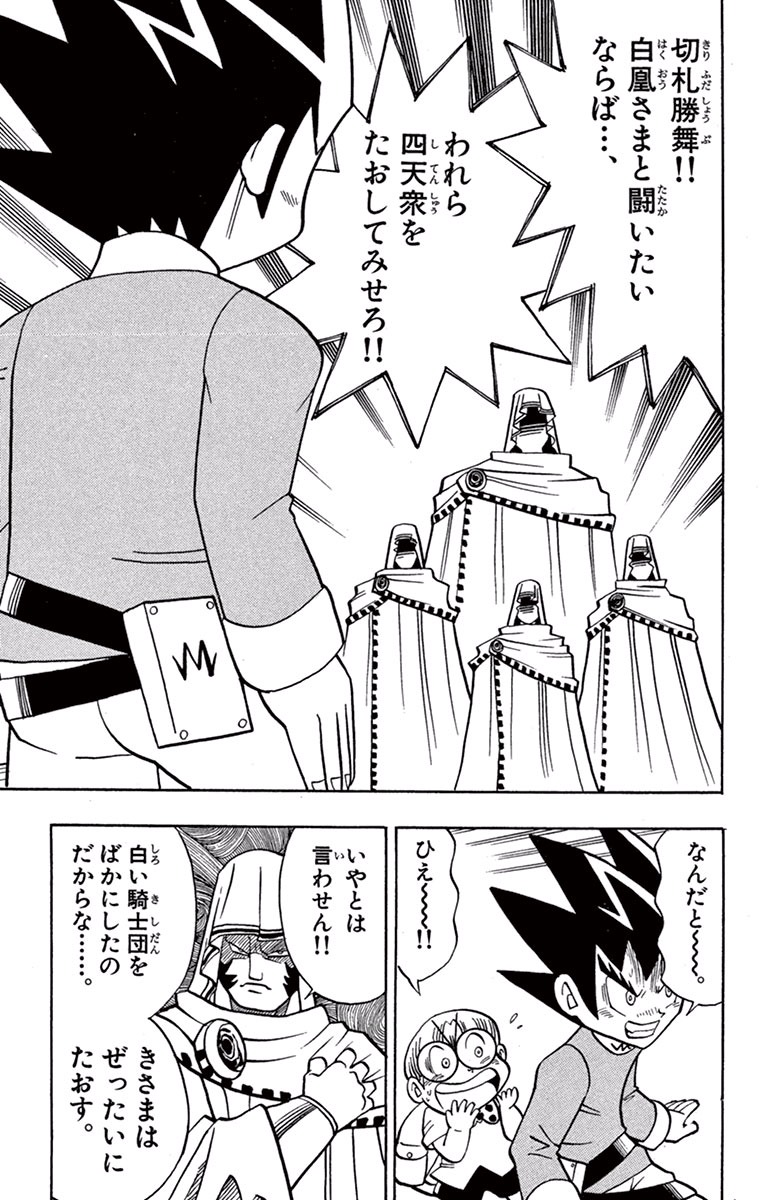 切札勝舞!!
白凰さまと闘いたい
ならば…、
われら
四天衆を
たおしてみせろ!!
なんだと〜〜。
ひえ〜〜〜!!
いやとは
言わせん!!
白い騎士団を
ばかにしたの
だからな……。
きさまは
ぜったいに
たおす。